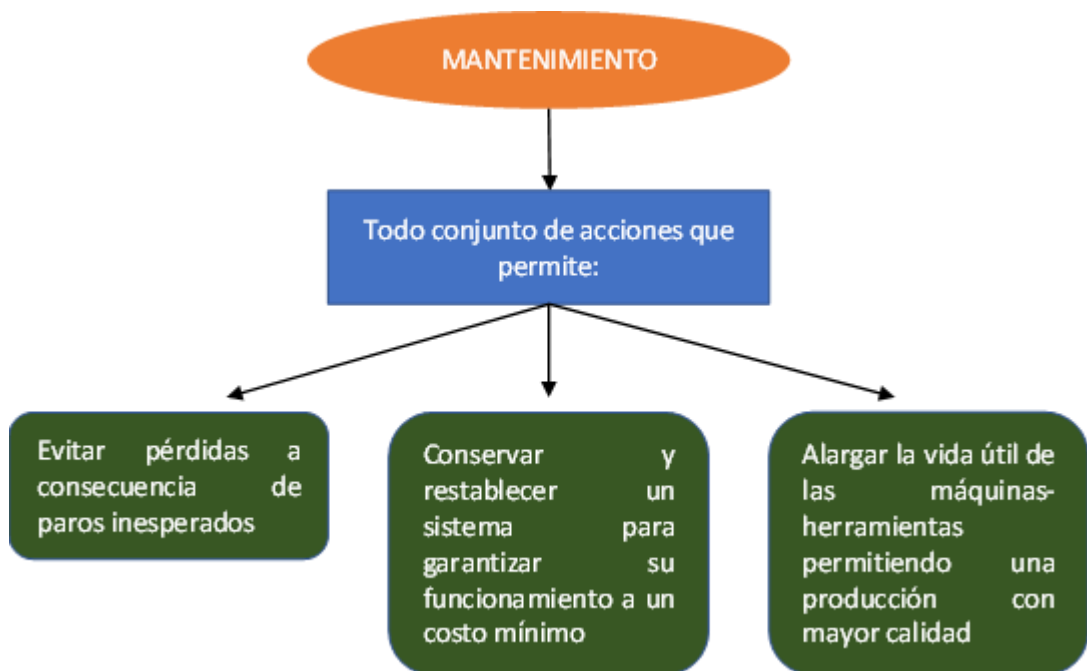 MANTENIMIENTO
Todo conjunto de acciones que
permite:
Evitar pérdidas a
consecuencia de
paros inesperados
Conservar y
restablecer un
sistema para
garantizar su
funcionamiento a un
costo mínimo
Alargar la vida útil de
las máquinas-
herramientas
permitiendo una
producción con
mayor calidad